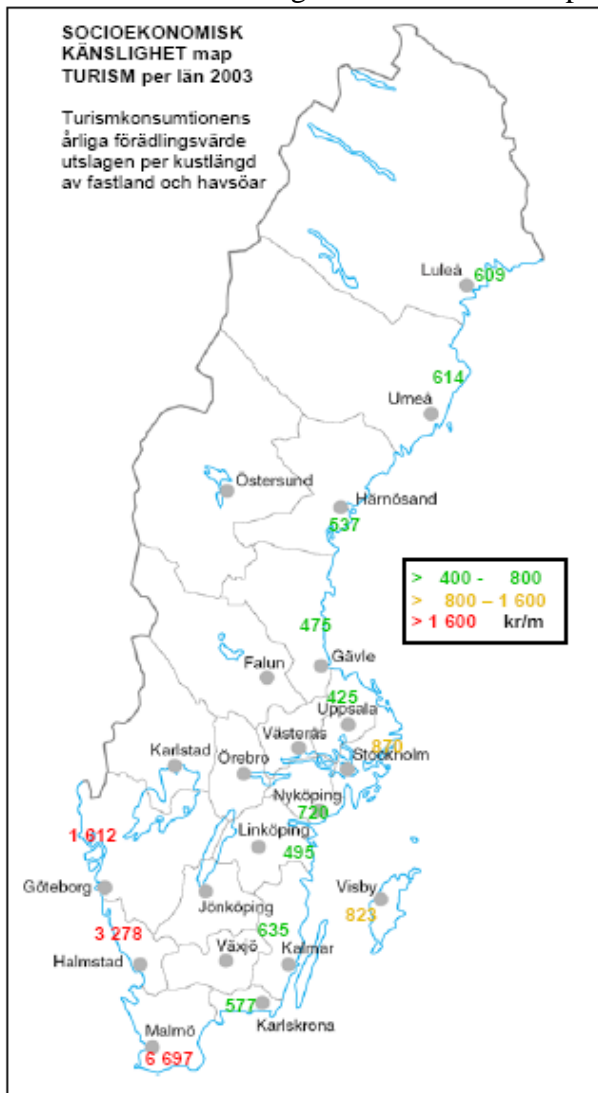 SOCIOEKONOMISK
KÄNSLIGHET map
TURISM per län 2003
Turismkonsumtionens
årliga förädlingsvärde
utslagen per kustlängd
av fastland och havsöar
Luleå
609
614
Umeå
Östersund
Härnösand
537
> 400 - 800
> 800 – 1 600
> 1 600 kr/m
475
Gävle
Falun
425
Uppsala
Västerås
870
Karlstad
Örebro
Stockholm
Nyköping
720
1 612
Linköping
495
Göteborg
Jönköping
Visby
823
3 278
635
Växjö
Kalmar
Halmstad
577
Karlskrona
Malmö
6 697